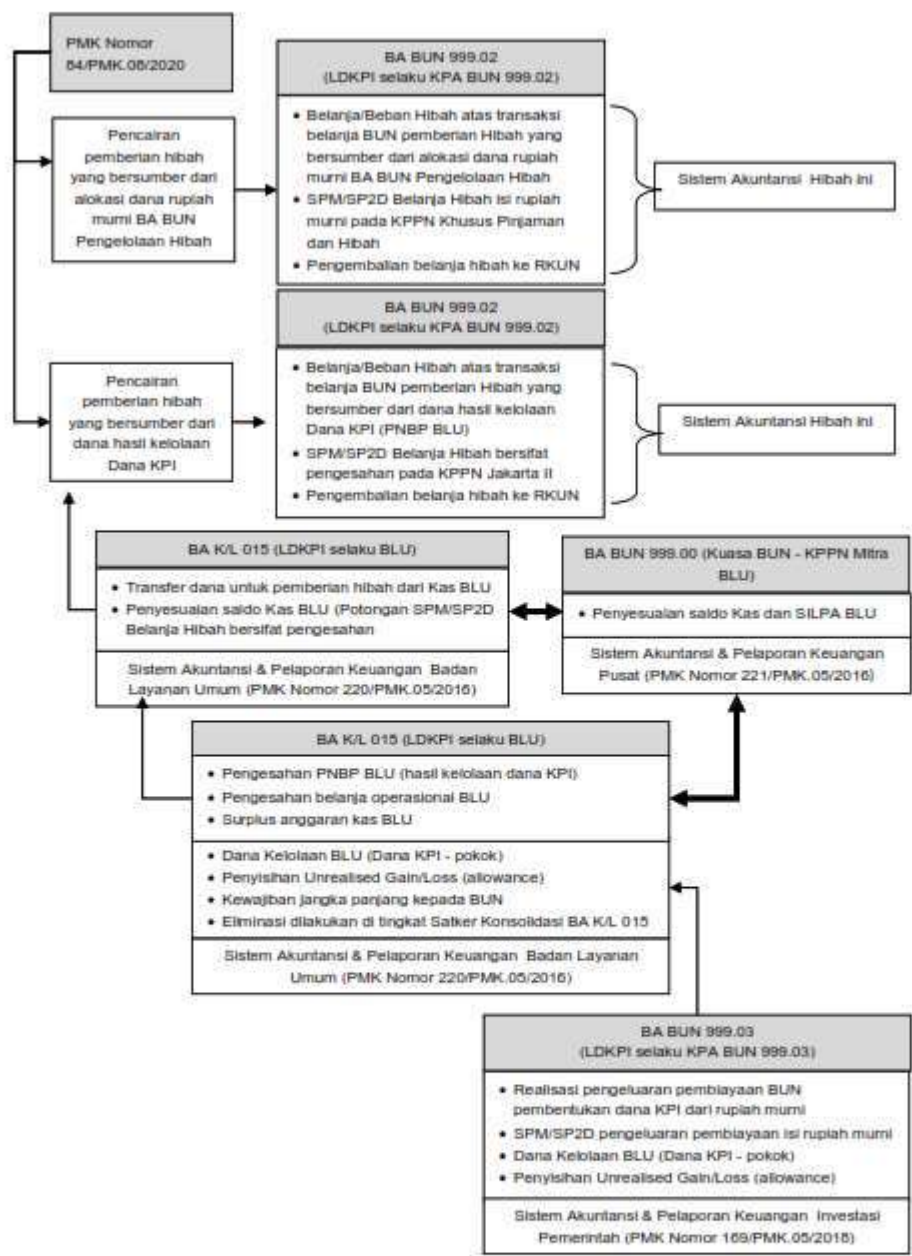 PMK Nomor
84/PMK.08/2020
BA BUN 999.02
(LDKPI selaku KPA BUN 999.02)
Pencairan
pemberian hibah
yang bersumber dari
alokasi dana rupiah
murni BA BUN
Pengelolaan Hibah
• Belanja/Beban Hibah atas transaksi
belanja BUN pemberian Hibah yang
bersumber dari alokasi dana rupiah
murni BA BUN Pengelolaan Hibah
• SPM/SP2D Belanja Hibah isi rupiah
murni pada KPPN Khusus Pinjaman
dan Hibah
• Pengembalian belanja hibah ke RKUN
Sistem Akuntansi Hibah ini
BA BUN 999.02
(LDKPI selaku KPA BUN 999.02)
Pencairan
pemberian hibah
yang bersumber dari
dana hasil kelolaan
Dana KPI
• Belanja/Beban Hibah atas transaksi
belanja BUN pemberian Hibah yang
bersumber dari dana hasil kelolaan
Dana KPI (PNBP BLU)
• SPM/SP2D Belanja Hibah bersifat
pengesahan pada KPPN Jakarta II
• Pengembalian belanja hibah ke RKUN
Sistem Akuntansi Hibah ini
BA K/L 015 (LDKPI selaku BLU)
• Transfer dana untuk pemberian hibah dari Kas BLU
• Penyesuaian saldo Kas BLU (Potongan SPM/SP2D
Belanja Hibah bersifat pengesahan
Sistem Akuntansi & Pelaporan Keuangan Badan
Layanan Umum (PMK Nomor 220/PMK.05/2016)
BA BUN 999.00 (Kuasa BUN - KPPN Mitra
BLU)
• Penyesuaian saldo Kas dan SILPA BLU
Sistem Akuntansi & Pelaporan Keuangan
Pusat (PMK Nomor 221/PMK.05/2016)
BA K/L 015 (LDKPI selaku BLU)
• Pengesahan PNBP BLU (hasil kelolaan dana KPI)
• Pengesahan belanja operasional BLU
• Surplus anggaran kas BLU
• Dana Kelolaan BLU (Dana KPI - pokok)
• Penyisihan Unrealised Gain/Loss (allowance)
• Kewajiban jangka panjang kepada BUN
• Eliminasi dilakukan di tingkat Satker Konsolidasi BA K/L 015
Sistem Akuntansi & Pelaporan Keuangan Badan Layanan
Umum (PMK Nomor 220/PMK.05/2016)
BA BUN 999.03
(LDKPI selaku KPA BUN 999.03)
• Realisasi pengeluaran pembiayaan BUN
pembentukan dana KPI dari rupiah murni
• SPM/SP2D pengeluaran pembiayaan isi rupiah murni
• Dana Kelolaan BLU (Dana KPI - pokok)
• Penyisihan Unrealised Gain/Loss (allowance)
Sistem Akuntansi & Pelaporan Keuangan Investasi
Pemerintah (PMK Nomor 169/PMK.05/2018)